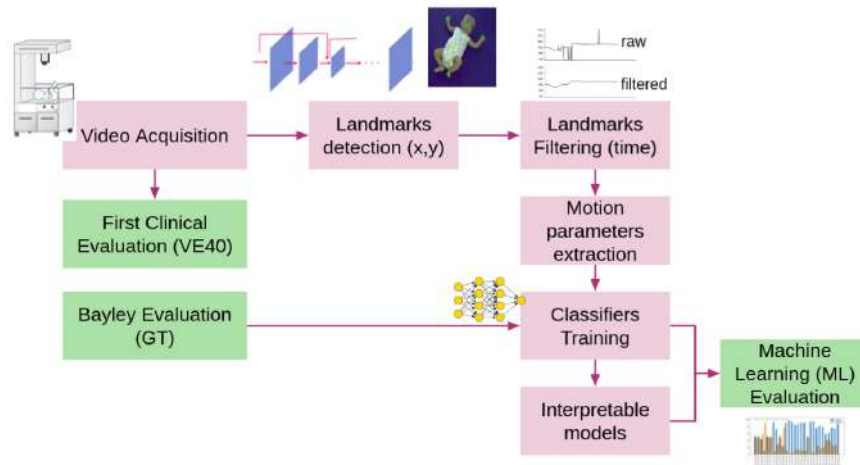 raw
filtered
Video Acquisition
Landmarks
detection (x,y)
Landmarks
Filtering (time)
First Clinical
Evaluation (VE40)
Motion
parameters
extraction
Bayley Evaluation
(GT)
Classifiers
Training
Machine
Learning (ML)
Evaluation
Interpretable
models